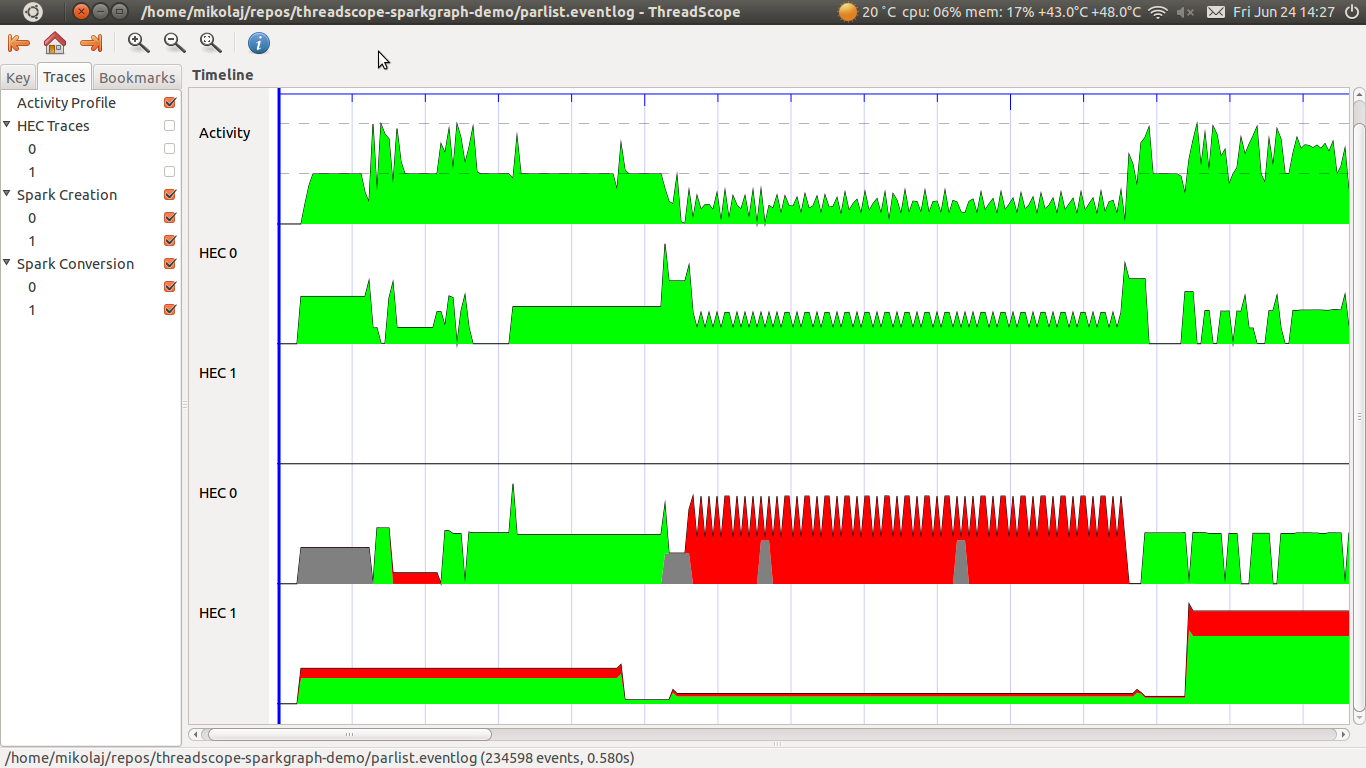 /home/mikolaj/repos/threadscope-sparkgraph-demo/parlist.eventlog - ThreadScope
20 °C cpu: 06% mem: 17% +43.0°C +48.0°C
Fri Jun 24 14:27
Key
Traces
Bookmarks
Activity Profile
HEC Traces
0
1
Spark Creation
0
1
Spark Conversion
0
1
Timeline
Activity
HEC 0
HEC 1
HEC 0
HEC 1
/home/mikolaj/repos/threadscope-sparkgraph-demo/parlist.eventlog (234598 events, 0.580s)